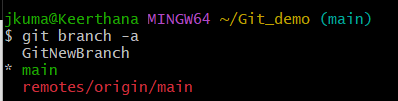 jkuma@Keerthana MINGW64 ~/Git_demo (main)
$ git branch -a
  GitNewBranch
* main
  remotes/origin/main